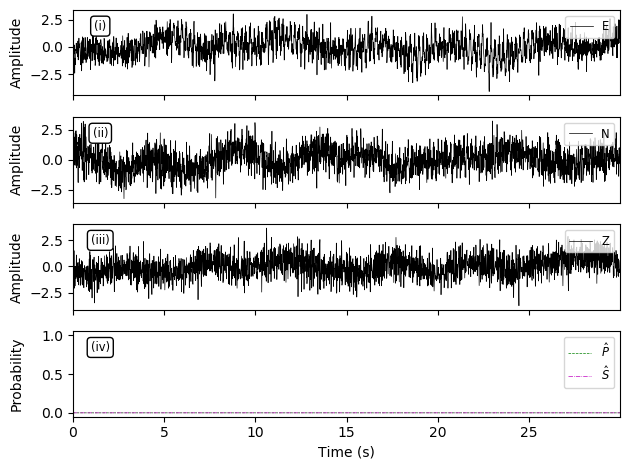 Amplitude
2.5
0.0
−2.5
(i)
E
Amplitude
2.5
0.0
−2.5
(ii)
N
Amplitude
2.5
0.0
−2.5
(iii)
Z
Probability
1.0
0.5
0.0
(iv)
P̂
Ŝ
0 5 10 15 20 25
Time (s)